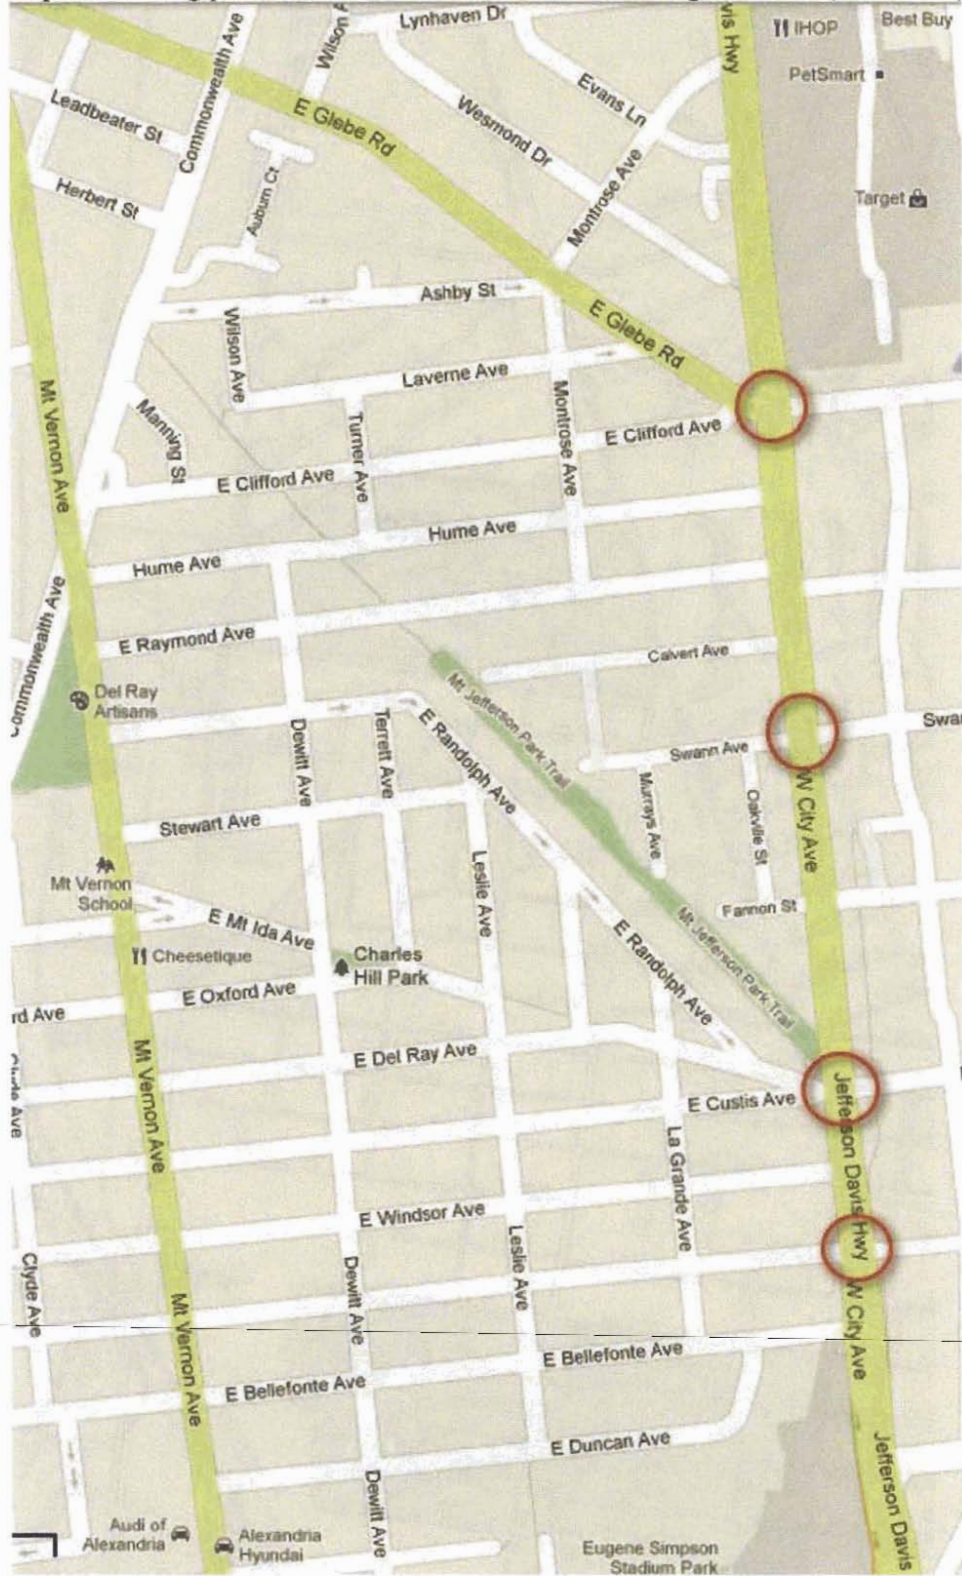 Lynhaven Dr
Commonwealth Ave
vis Hwy
IHOP
Best Buy
PetSmart
Evans Ln
Leadbeater St
E Glebe Rd
Wesmond Dr
Herbert St
Auburn Ct
Montrose Ave
Target
Ashby St
E Glebe Rd
Wilson Ave
Laverne Ave
Mt Vernon Ave
Manning St
Turner Ave
Montrose Ave
E Clifford Ave
E Clifford Ave
Hume Ave
Hume Ave
ommonwealth Ave
E Raymond Ave
Calvert Ave
Del Ray
Artisans
Mt Jefferson Park Trail
Dewitt Ave
Terrett Ave
E Randolph Ave
Swann Ave
Swa
W City Ave
Murrays Ave
Oakville St
Stewart Ave
Leslie Ave
Mt Vernon
School
E Mt Ida Ave
Fannon St
Cheesetique
Charles
Hill Park
E Randolph Ave
Mt Jefferson Park Trail
E Oxford Ave
rd Ave
E Del Ray Ave
Mt Vernon Ave
E Custis Ave
Jefferson Davis Hwy
La Grande Ave
E Windsor Ave
Leslie Ave
Clyde Ave
Dewitt Ave
Mt Vernon Ave
W City Ave
E Bellefonte Ave
E Bellefonte Ave
E Duncan Ave
Jefferson Davis
Dewitt Ave
Audi of
Alexandria
Alexandria
Hyundai
Eugene Simpson
Stadium Park